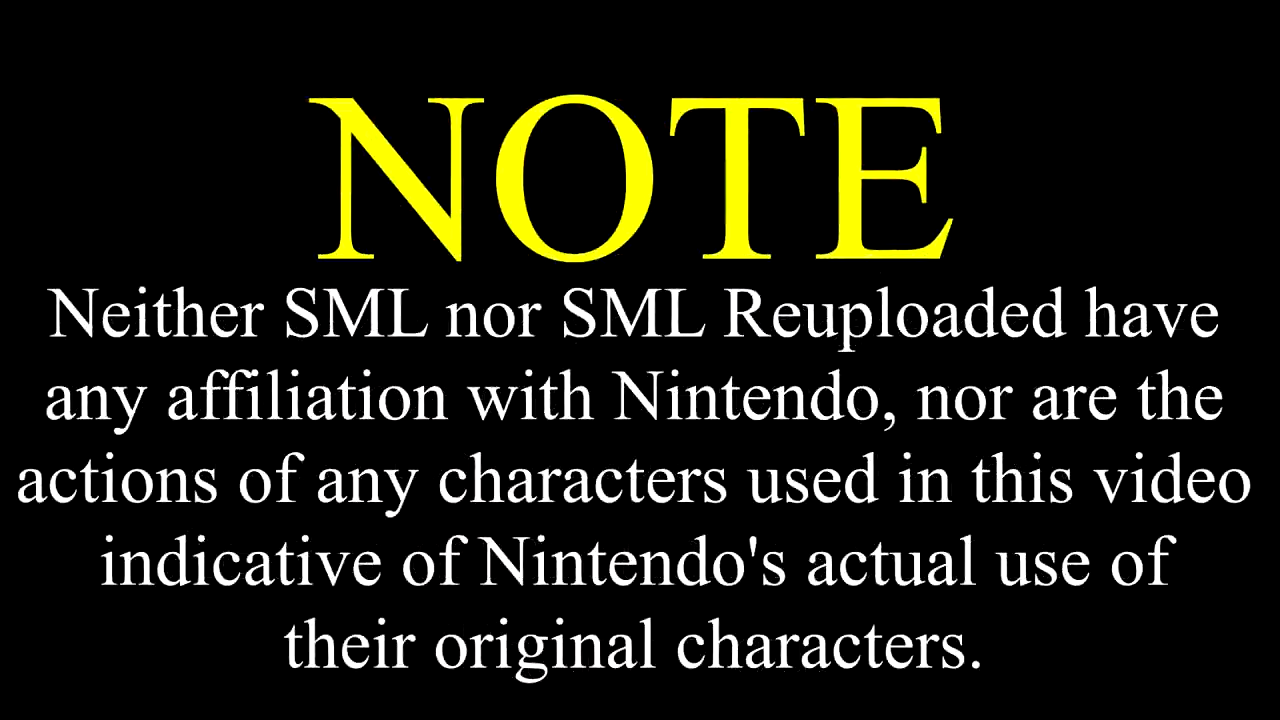 NOTE
Neither SML nor SML Reuploaded have
any affiliation with Nintendo, nor are the
actions of any characters used in this video
indicative of Nintendo's actual use of
their original characters.